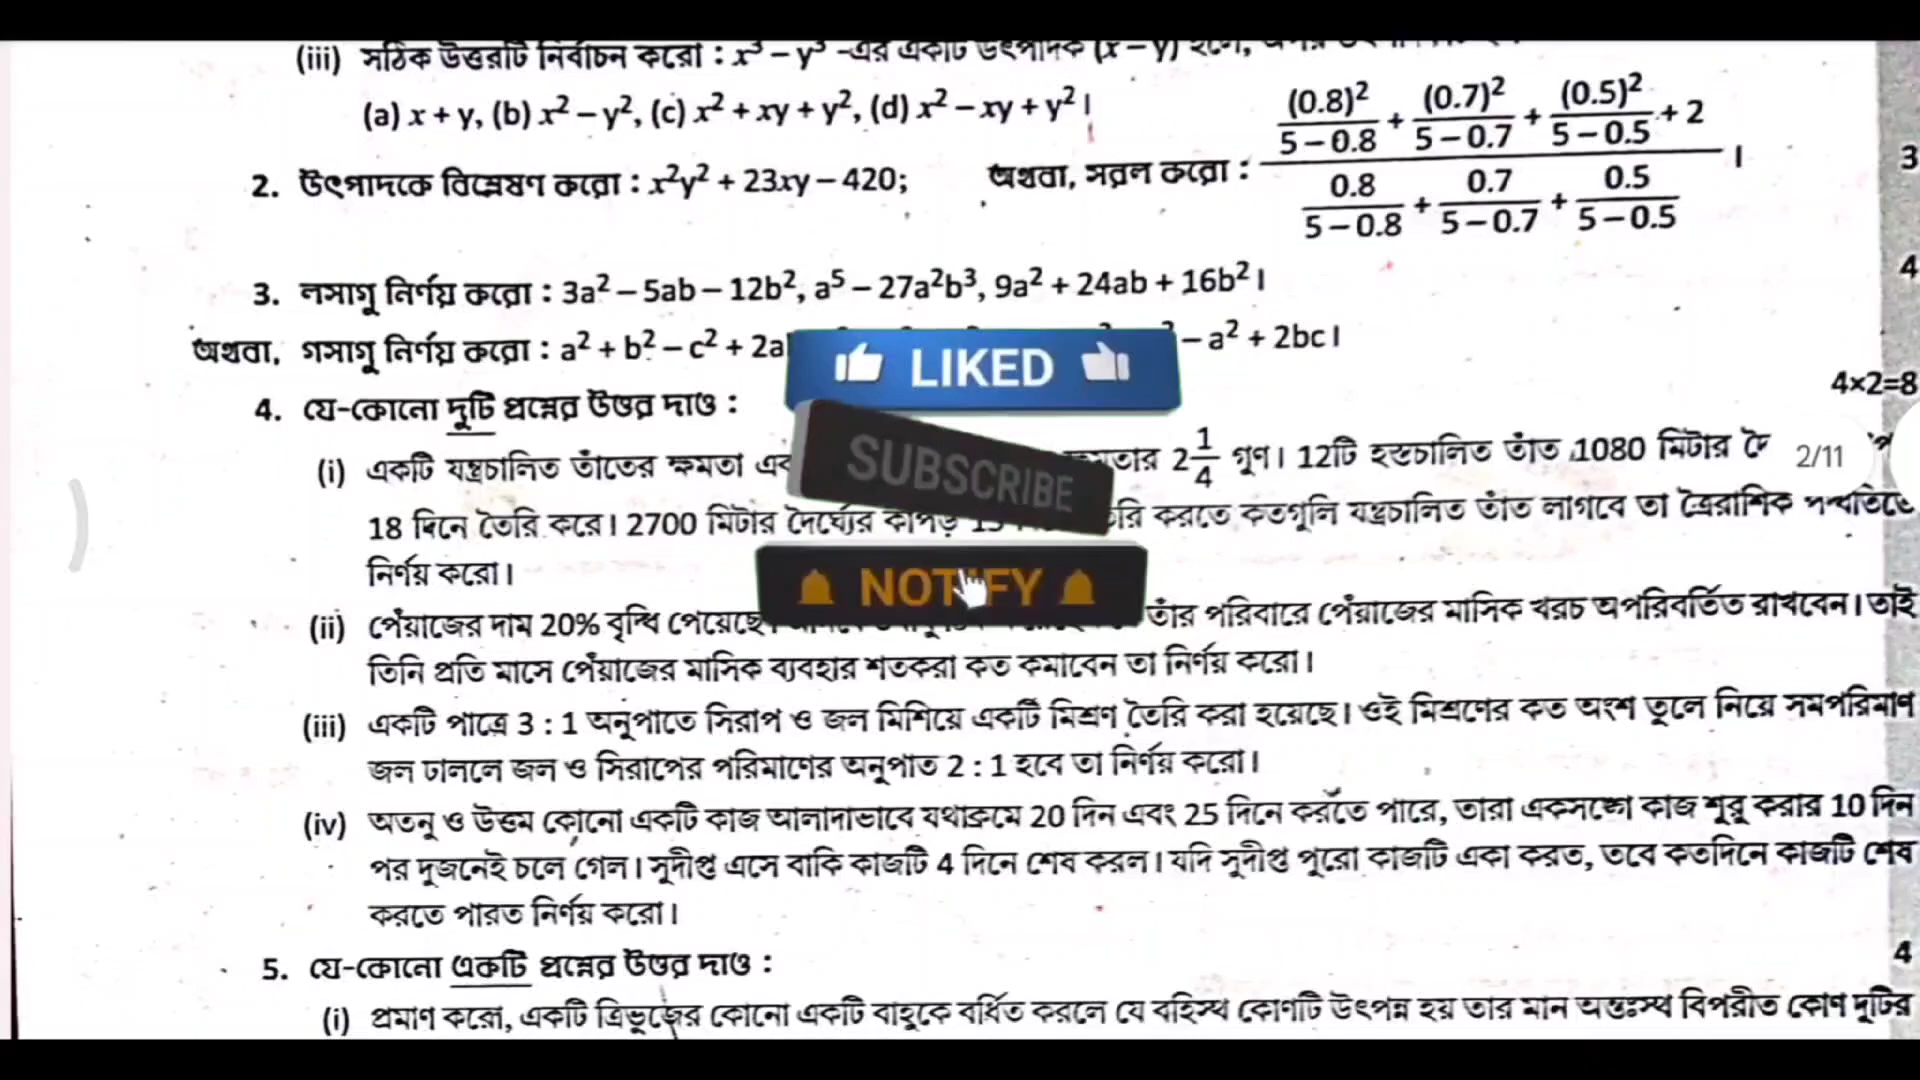 (iii) সঠিক উত্তরটি নির্বাচন করো : x³ – y³ -এর একটি উৎপাদক (x – y) হলে,
(a) x + y, (b) x² – y², (c) x² + xy + y², (d) x² – xy + y²।
2. উৎপাদকে বিশ্লেষণ করো : x²y² + 23xy – 420; অথবা, সরল করো : ((0.8)²/(5 – 0.8) + (0.7)²/(5 – 0.7) + (0.5)²/(5 – 0.5) + 2) / (0.8/(5 – 0.8) + 0.7/(5 – 0.7) + 0.5/(5 – 0.5)) । 3
3. লসাগু নির্ণয় করো : 3a² – 5ab – 12b², a⁵ – 27a²b³, 9a² + 24ab + 16b²। 4
অথবা, গসাগু নির্ণয় করো : a² + b² – c² + 2a – a² + 2bc।
LIKED
4. যে-কোনো দুটি প্রশ্নের উত্তর দাও : 4×2=8
(i) একটি যন্ত্রচালিত তাঁতের ক্ষমতা 2 1/4 গুণ। 12টি হস্তচালিত তাঁত 1080 মিটার
2/11
SUBSCRIBE
18 দিনে তৈরি করে। 2700 মিটার দৈর্ঘ্যের কাপড় করতে কতগুলি যন্ত্রচালিত তাঁত লাগবে তা ত্রৈরাশিক পদ্ধতিতে
নির্ণয় করো।
NOTIFY
(ii) পেঁয়াজের দাম 20% বৃদ্ধি পেয়েছে। তাঁর পরিবারে পেঁয়াজের মাসিক খরচ অপরিবর্তিত রাখবেন। তাই
তিনি প্রতি মাসে পেঁয়াজের মাসিক ব্যবহার শতকরা কত কমাবেন তা নির্ণয় করো।
(iii) একটি পাত্রে 3 : 1 অনুপাতে সিরাপ ও জল মিশিয়ে একটি মিশ্রণ তৈরি করা হয়েছে। ওই মিশ্রণের কত অংশ তুলে নিয়ে সমপরিমাণ
জল ঢাললে জল ও সিরাপের পরিমাণের অনুপাত 2 : 1 হবে তা নির্ণয় করো।
(iv) অতনু ও উত্তম কোনো একটি কাজ আলাদাভাবে যথাক্রমে 20 দিন এবং 25 দিনে করতে পারে, তারা একসঙ্গে কাজ শুরু করার 10 দিন
পর দুজনেই চলে গেল। সুদীপ্ত এসে বাকি কাজটি 4 দিনে শেষ করল। যদি সুদীপ্ত পুরো কাজটি একা করত, তবে কতদিনে কাজটি শেষ
করতে পারত নির্ণয় করো।
5. যে-কোনো একটি প্রশ্নের উত্তর দাও : 4
(i) প্রমাণ করো, একটি ত্রিভুজের কোনো একটি বাহুকে বর্ধিত করলে যে বহিস্থ কোণটি উৎপন্ন হয় তার মান অন্তঃস্থ বিপরীত কোণ দুটির